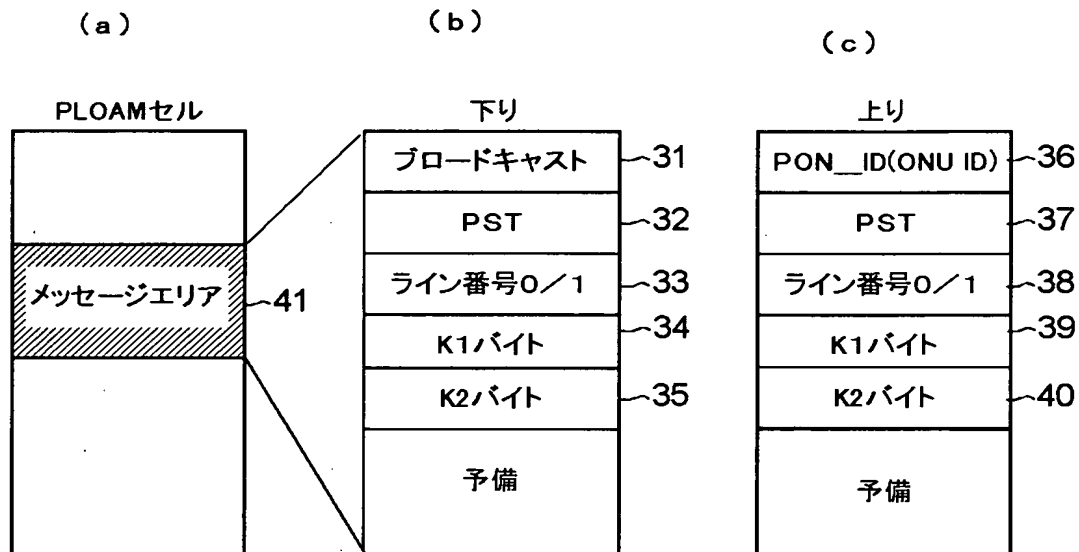 (a)
PLOAMセル
メッセージエリア
41
(b)
下り
ブロードキャスト
31
PST
32
ライン番号0/1
33
K1バイト
34
K2バイト
35
予備
(c)
上り
PON__ID(ONU ID)
36
PST
37
ライン番号0/1
38
K1バイト
39
K2バイト
40
予備